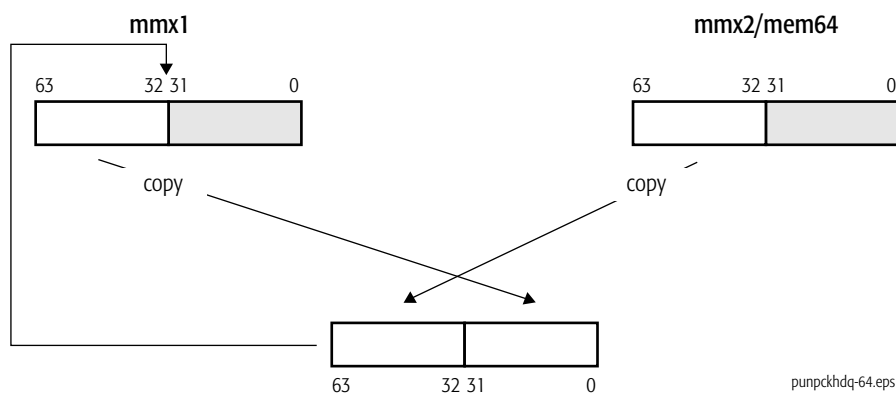 mmx1 mmx2/mem64
63 32 31 0 63 32 31 0
copy copy
63 32 31 0
punpckhdq-64.eps